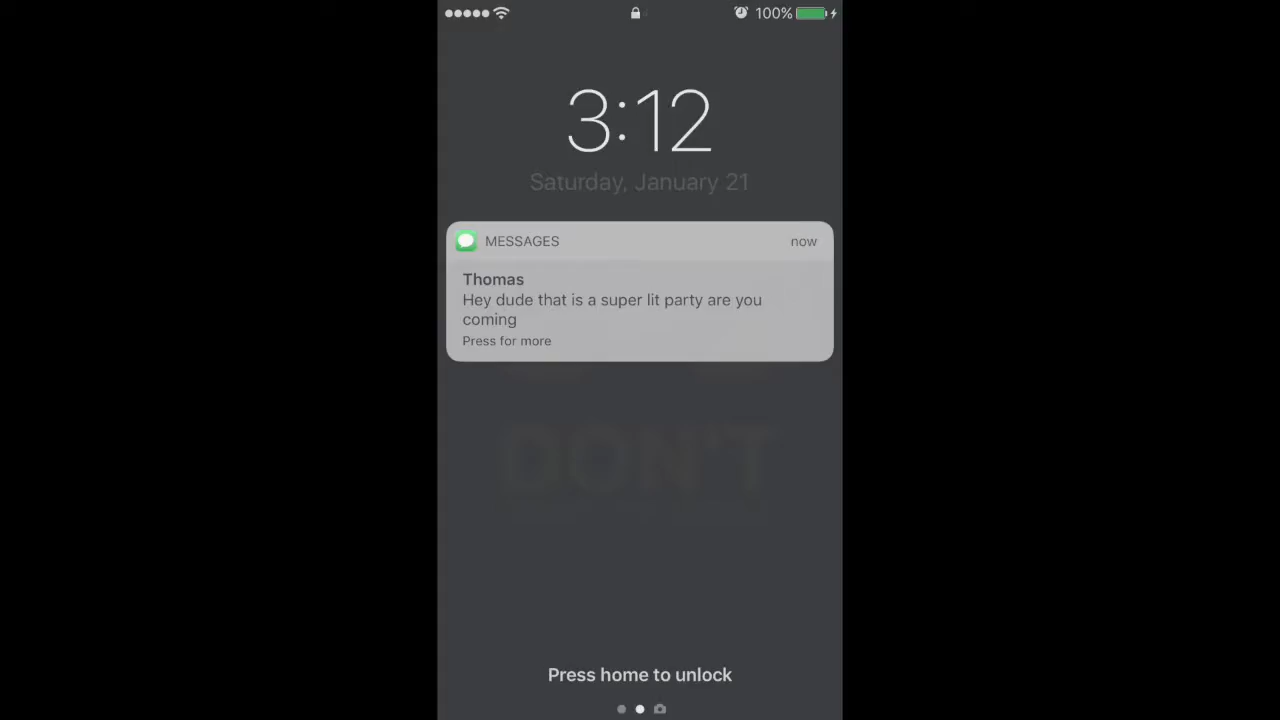 100%
3:12
Saturday, January 21
MESSAGES now
Thomas
Hey dude that is a super lit party are you
coming
Press for more
DON'T
Press home to unlock